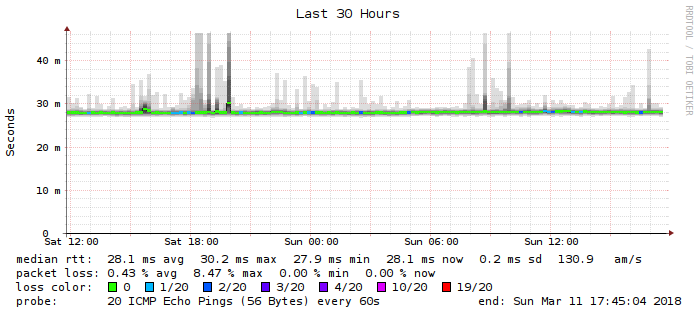 Last 30 Hours
RRDTOOL / TOBI OETIKER
Seconds
40 m
30 m
20 m
10 m
0
Sat 12:00 Sat 18:00 Sun 00:00 Sun 06:00 Sun 12:00
median rtt: 28.1 ms avg 30.2 ms max 27.9 ms min 28.1 ms now 0.2 ms sd 130.9 am/s
packet loss: 0.43 % avg 8.47 % max 0.00 % min 0.00 % now
loss color: 0 1/20 2/20 3/20 4/20 10/20 19/20
probe: 20 ICMP Echo Pings (56 Bytes) every 60s end: Sun Mar 11 17:45:04 2018